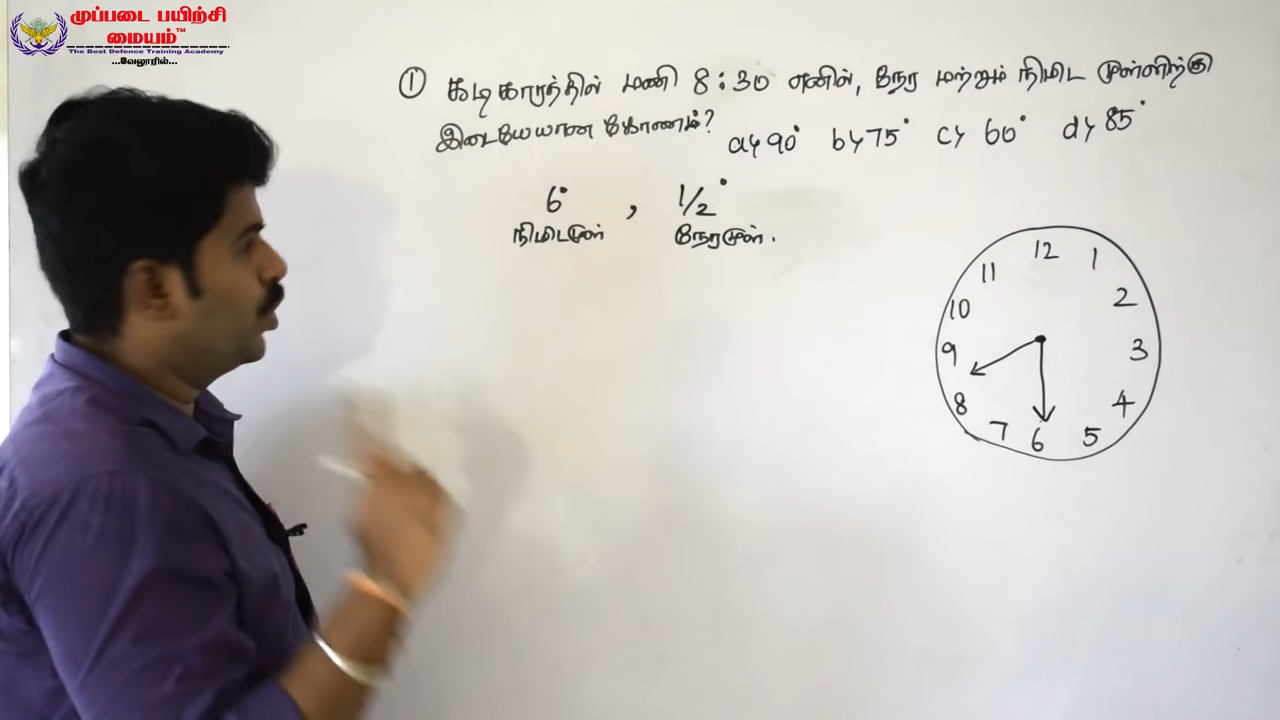 முப்படை பயிற்சி
மையம்™
The Best Defence Training Academy
...வேலூரில்...
① கடிகாரத்தில் மணி 8:30 எனில், நேர மற்றும் நிமிட முள்ளிற்கு
இடையேயான கோணம்?
a) 90° b) 75° c) 60° d) 85°
6° , 1/2°
நிமிடமுள் நேரமுள்.
12
11 1
10 2
9 3
8 4
7 6 5